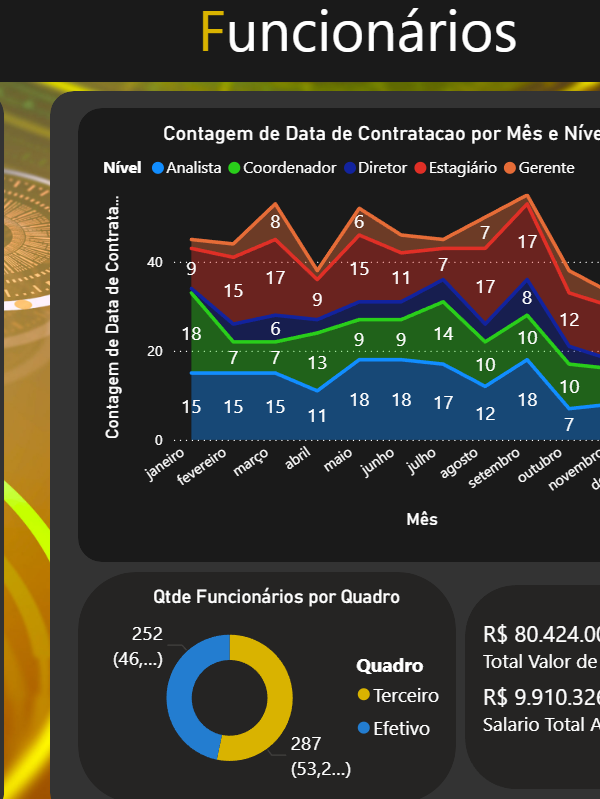 Funcionários
Contagem de Data de Contratacao por Mês e Níve
Nível Analista Coordenador Diretor Estagiário Gerente
Contagem de Data de Contrata...
40
20
0
9 8 6 7 17
15 17 9 15 11 7 17 12
18 7 6 13 9 9 14 10 8 10 10
7
15 15 15 11 18 18 17 12 18 7
janeiro fevereiro março abril maio junho julho agosto setembro outubro novembro
Mês
Qtde Funcionários por Quadro
252
(46,...)
287
(53,2...)
Quadro
Terceiro
Efetivo
R$ 80.424.00
Total Valor de
R$ 9.910.326
Salario Total A